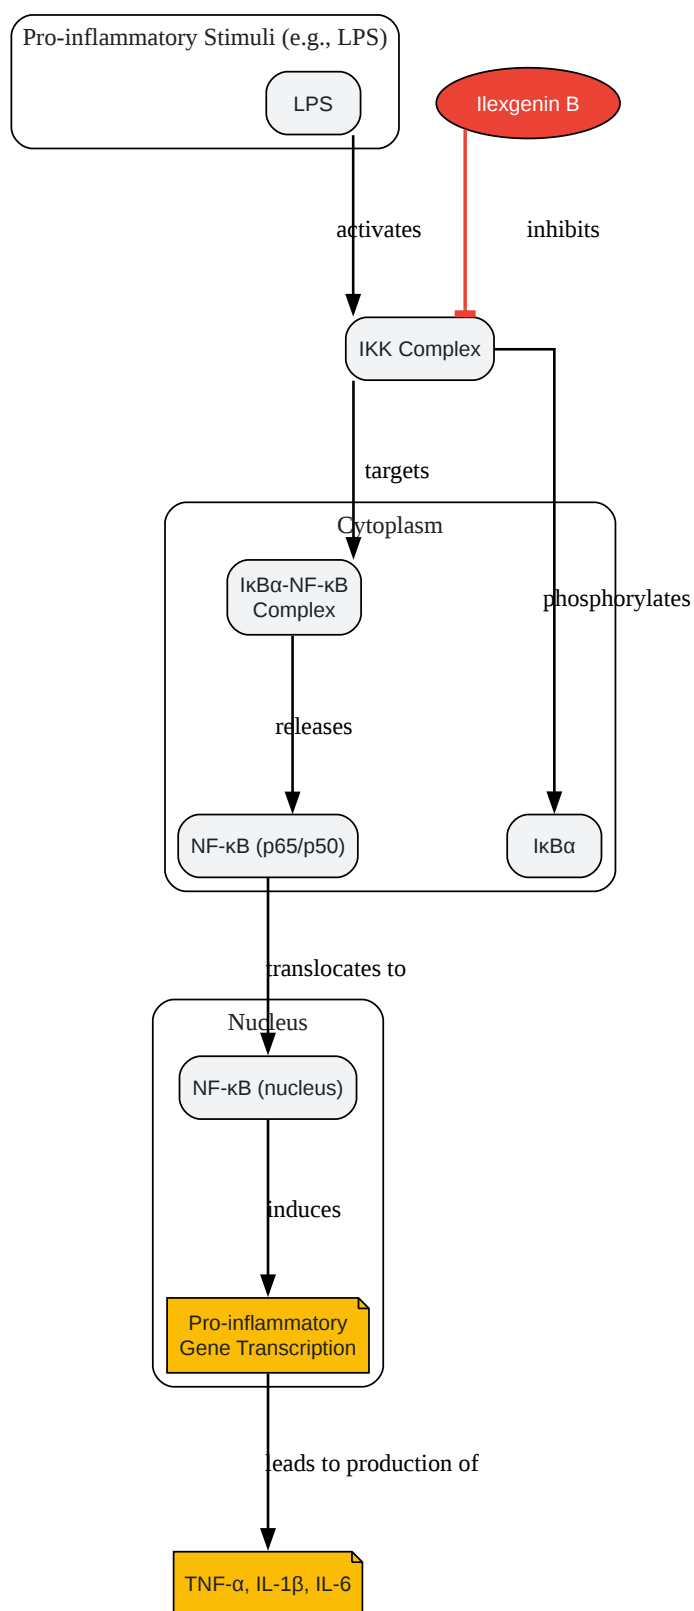 Pro-inflammatory Stimuli (e.g., LPS)
LPS
Ilexgenin B
activates
inhibits
IKK Complex
targets
Cytoplasm
IκBα-NF-κB
Complex
phosphorylates
releases
NF-κB (p65/p50)
IκBα
translocates to
Nucleus
NF-κB (nucleus)
induces
Pro-inflammatory
Gene Transcription
leads to production of
TNF-α, IL-1β, IL-6